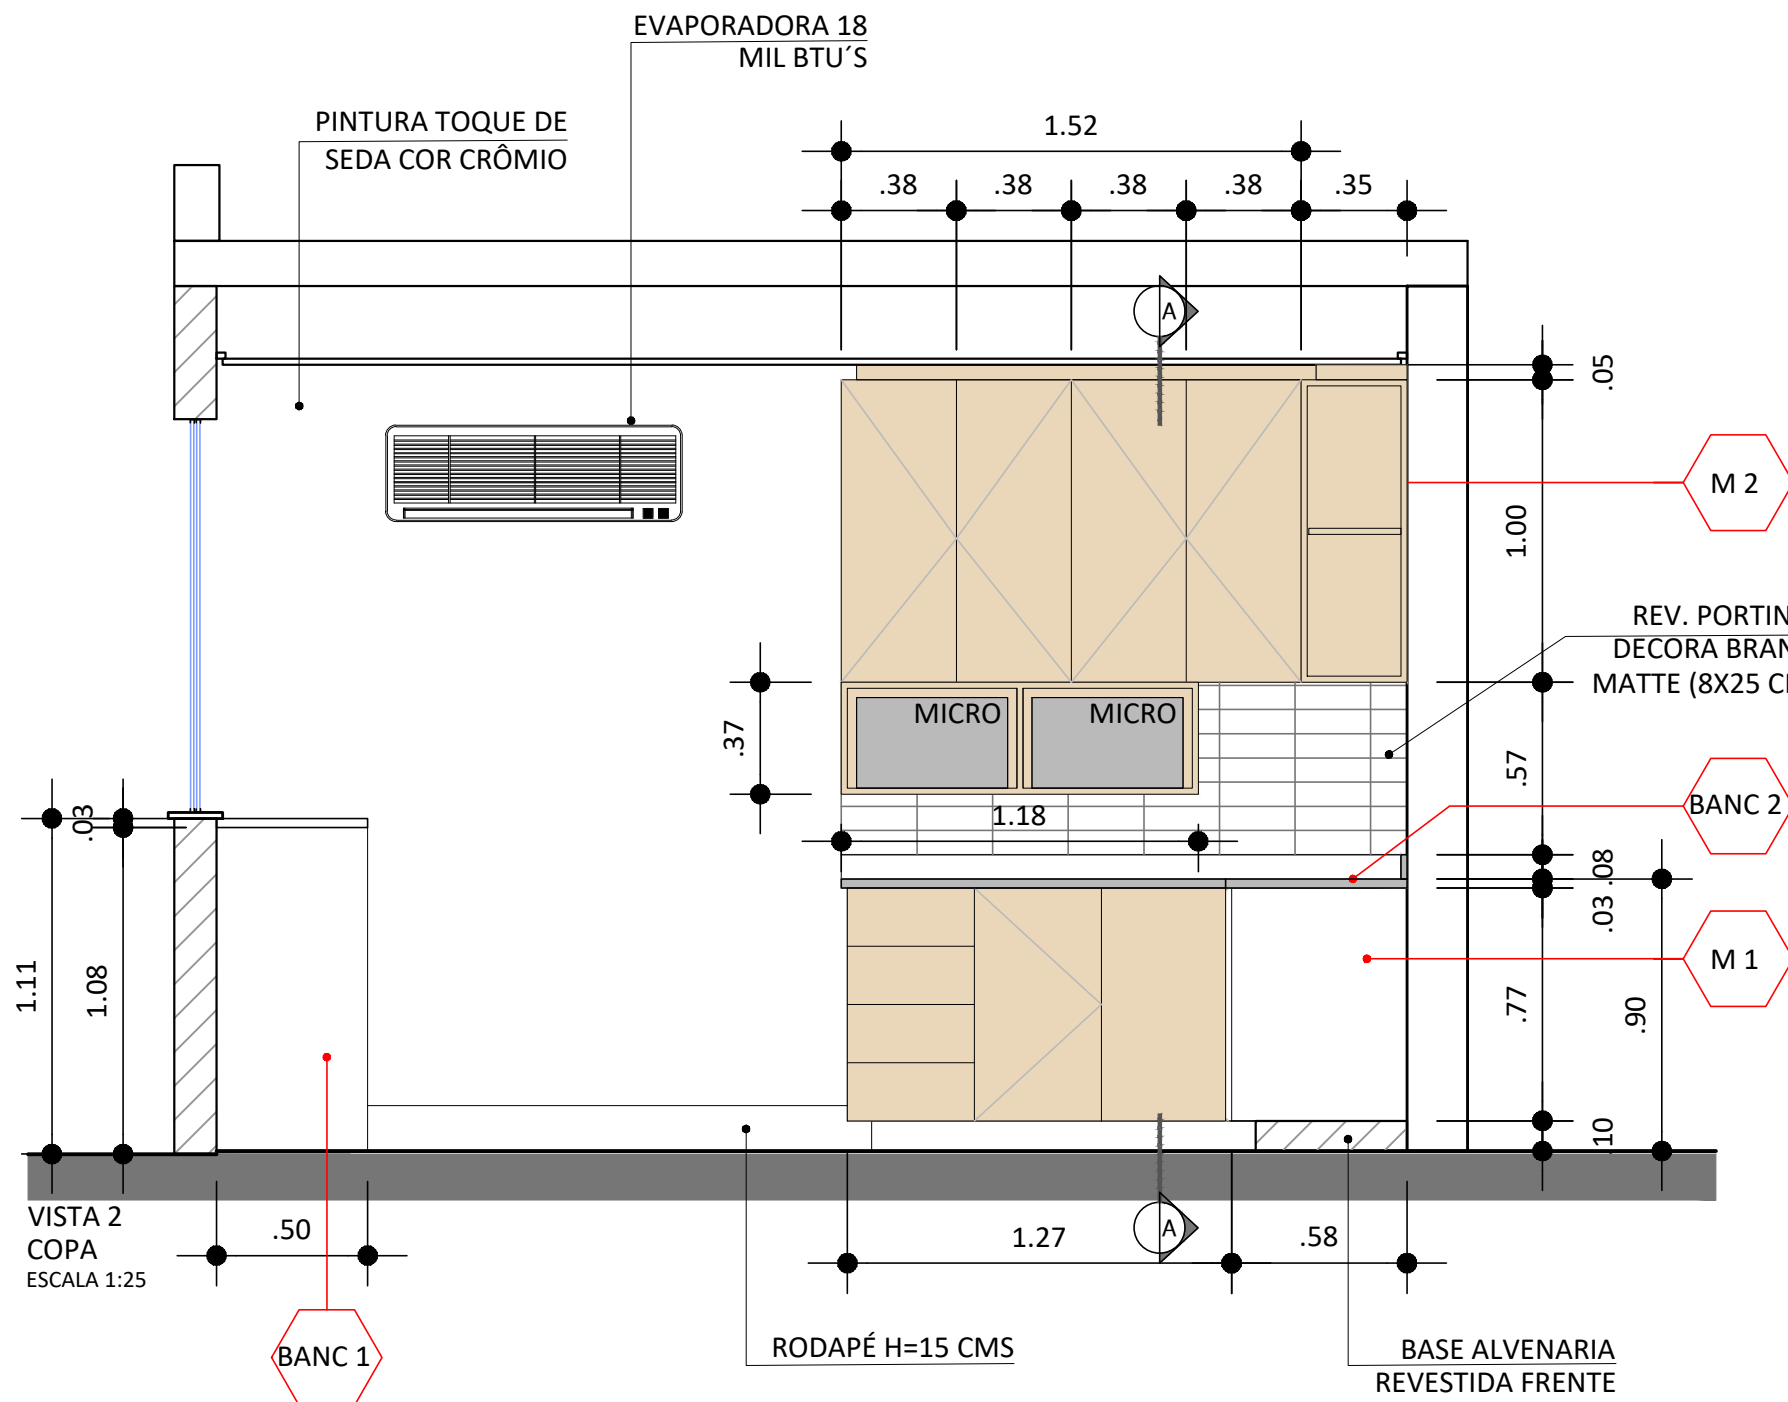 EVAPORADORA 18
MIL BTU´S
PINTURA TOQUE DE
SEDA COR CRÔMIO
1.52
.38
.38
.38
.38
.35
A
.05
M 2
1.00
REV.
DECORA
MATTE (8X25
MICRO
MICRO
.37
.57
BANC 2
1.18
.03
.08
.03
M 1
1.11
1.08
.77
.90
.10
VISTA 2
COPA
ESCALA 1:25
.50
1.27
A
.58
BANC 1
RODAPÉ H=15 CMS
BASE ALVENARIA
REVESTIDA FRENTE